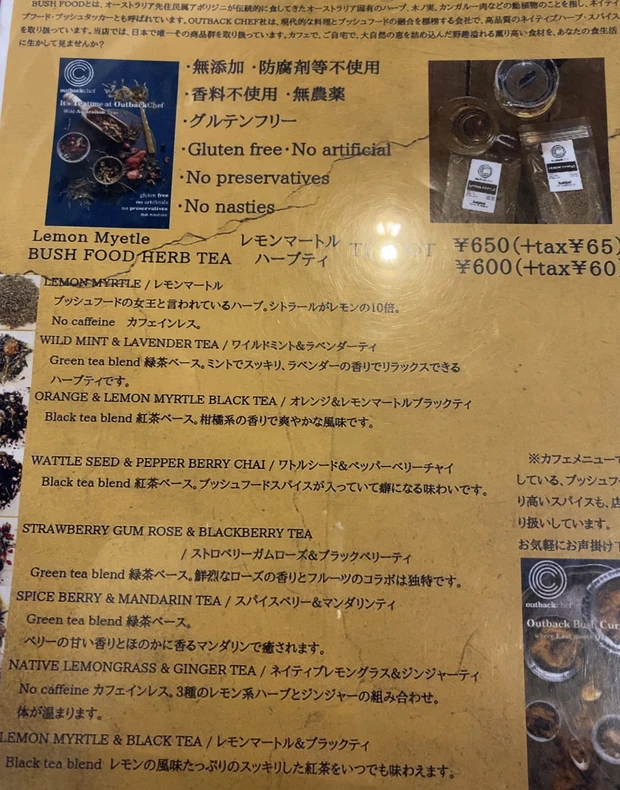 BUSH FOODとは、オーストラリア先住民族アボリジニが伝統的に食してきたオーストラリア固有のハーブ、木ノ実、カンガルー肉などの動植物のことを指し、ネイティ
ブフード・ブッシュタッカーとも呼ばれています。OUTBACK CHEF社は、現代的な料理とブッシュフードの融合を標榜する会社で、高品質のネイティブハーブ・スパイス
を取り扱っています。当店では、日本で唯一その商品群を取り扱っています。カフェで、ご自宅で、大自然の恵を詰め込んだ野趣溢れる薫り高い食材を、あなたの食生活
に生かして見ませんか?
outbackchef
It's Teatime at OutbackChef
Wild Australian
gluten free
no artificials
no preservatives
no nasties
・無添加 ・防腐剤等不使用
・香料不使用 ・無農薬
・グルテンフリー
・Gluten free・No artificial
・No preservatives
・No nasties
Lemon Myetle レモンマートル
BUSH FOOD HERB TEA ハーブティ
¥650(+tax¥65)
¥600(+tax¥60)
LEMON MYRTLE / レモンマートル
ブッシュフードの女王と言われているハーブ。シトラールがレモンの10倍。
No caffeine カフェインレス。
WILD MINT & LAVENDER TEA / ワイルドミント&ラベンダーティ
Green tea blend 緑茶ベース。ミントでスッキリ、ラベンダーの香りでリラックスできる
ハーブティです。
ORANGE & LEMON MYRTLE BLACK TEA / オレンジ&レモンマートルブラックティ
Black tea blend 紅茶ベース。柑橘系の香りで爽やかな風味です。
WATTLE SEED & PEPPER BERRY CHAI / ワトルシード&ペッパーベリーチャイ
Black tea blend 紅茶ベース。ブッシュフードスパイスが入っていて癖になる味わいです。
STRAWBERRY GUM ROSE & BLACKBERRY TEA
/ ストロベリーガムローズ&ブラックベリーティ
Green tea blend 緑茶ベース。鮮烈なローズの香りとフルーツのコラボは独特です。
SPICE BERRY & MANDARIN TEA / スパイスベリー&マンダリンティ
Green tea blend 緑茶ベース。
ベリーの甘い香りとほのかに香るマンダリンで癒されます。
NATIVE LEMONGRASS & GINGER TEA / ネイティブレモングラス&ジンジャーティ
No caffeine カフェインレス。3種のレモン系ハーブとジンジャーの組み合わせ。
体が温まります。
LEMON MYRTLE & BLACK TEA / レモンマートル&ブラックティ
Black tea blend レモンの風味たっぷりのスッキリした紅茶をいつでも味わえます。
※カフェメニューで
している、ブッシュフー
り高いスパイスも、店
り扱いしています。
お気軽にお声掛け下
outbackchef
Outback Bush Cur
where East meets